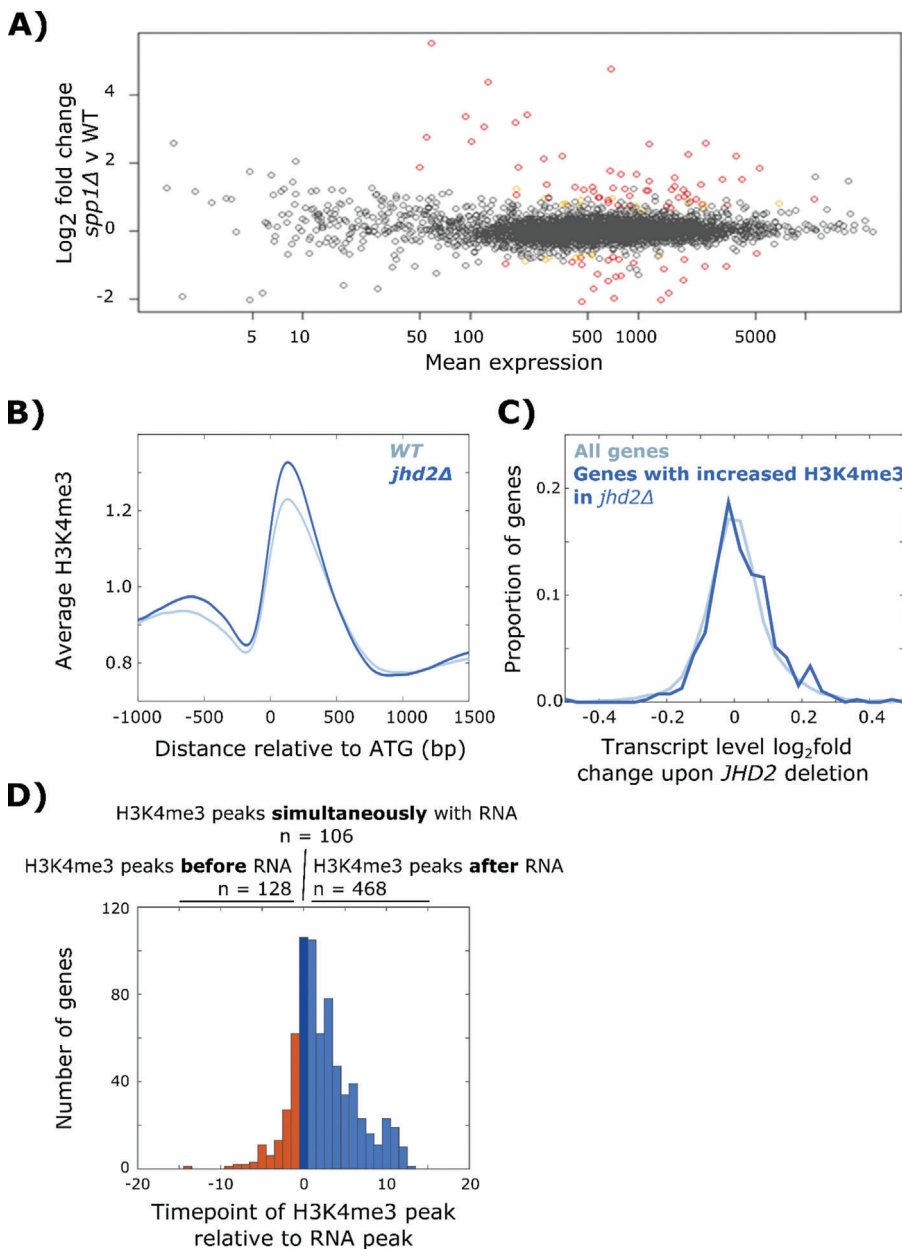 A)
Log2 fold change
spp1Δ v WT
4
2
0
-2
5
10
50
100
500
1000
5000
Mean expression
B)
Average H3K4me3
WT
jhd2Δ
1.2
1.0
0.8
-1000
-500
0
500
1000
1500
Distance relative to ATG (bp)
C)
Proportion of genes
All genes
Genes with increased H3K4me3
in jhd2Δ
0.2
0.1
0.0
-0.4
-0.2
0
0.2
0.4
Transcript level log₂fold
change upon JHD2 deletion
D)
H3K4me3 peaks simultaneously with RNA
n = 106
H3K4me3 peaks before RNA
n = 128
H3K4me3 peaks after RNA
n = 468
Number of genes
120
80
40
0
-20
-10
0
10
20
Timepoint of H3K4me3 peak
relative to RNA peak